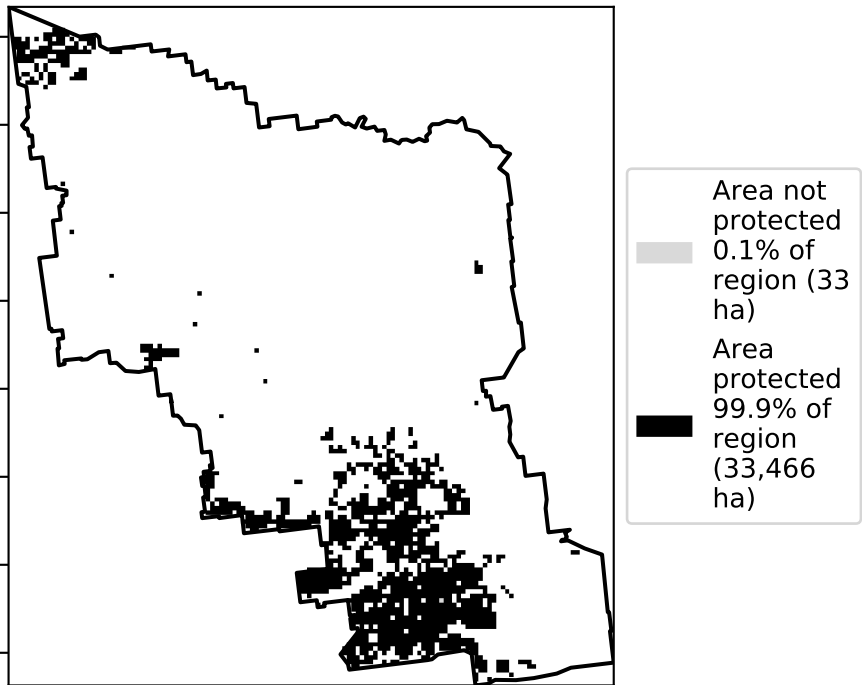 Area not
protected
0.1% of
region (33
ha)
Area
protected
99.9% of
region
(33,466
ha)